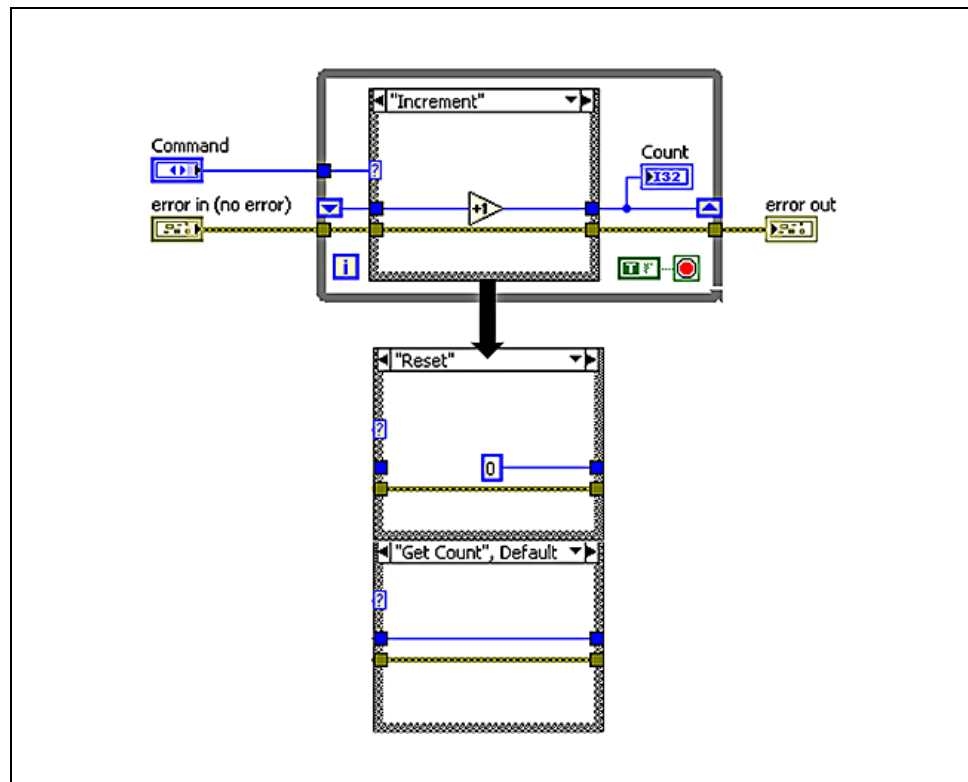 "Increment"
Command
?
Count
I32
error in (no error)
+1
error out
i
T
"Reset"
?
0
"Get Count", Default
?